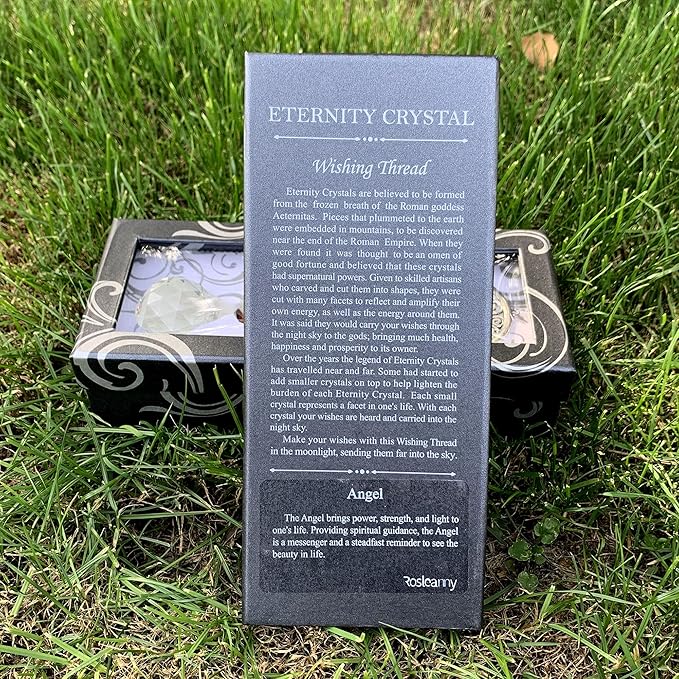 ETERNITY CRYSTAL
Wishing Thread
Eternity Crystals are believed to be formed
from the frozen breath of the Roman goddess
Aeternitas. Pieces that plummeted to the earth
were embedded in mountains, to be discovered
near the end of the Roman Empire. When they
were found it was thought to be an omen of
good fortune and believed that these crystals
had supernatural powers. Given to skilled artisans
who carved and cut them into shapes, they were
cut with many facets to reflect and amplify their
own energy, as well as the energy around them.
It was said they would carry your wishes through
the night sky to the gods; bringing much health,
happiness and prosperity to its owner.
Over the years the legend of Eternity Crystals
has travelled near and far. Some had started to
add smaller crystals on top to help lighten the
burden of each Eternity Crystal. Each small
crystal represents a facet in one's life. With each
crystal your wishes are heard and carried into the
night sky.
Make your wishes with this Wishing Thread
in the moonlight, sending them far into the sky.
Angel
The Angel brings power, strength, and light to
one's life. Providing spiritual guidance, the Angel
is a messenger and a steadfast reminder to see the
beauty in life.
Rosleanny